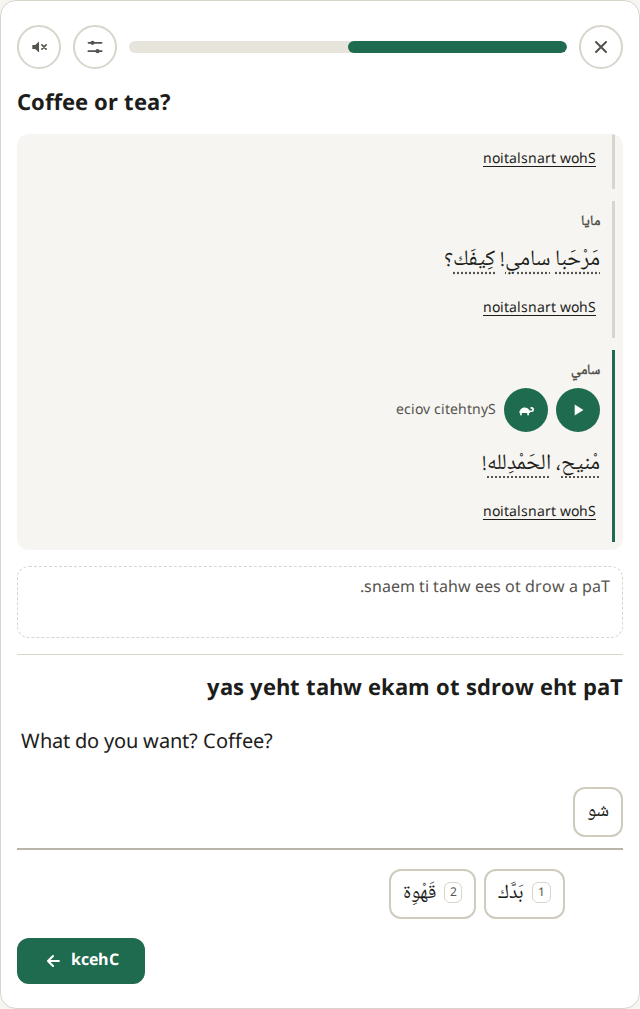 Coffee or tea?
noitalsnart wohS
مايا
مَرْحَبا سامي! كِيفَك؟
noitalsnart wohS
سامي
eciov citehtnyS
مْنيح، الحَمْدِلله!
noitalsnart wohS
.snaem ti tahw ees ot drow a paT
yas yeht tahw ekam ot sdrow eht paT
What do you want? Coffee?
شو
1 بَدَّك 2 قَهْوِة
kcehC